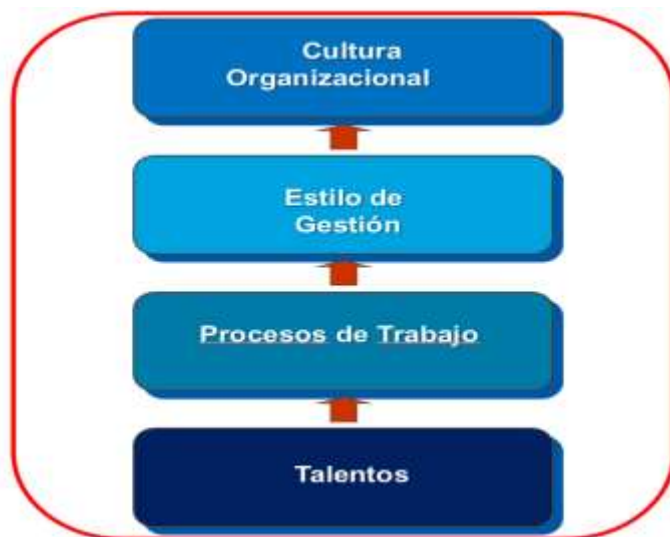 Cultura
Organizacional
Estilo de
Gestión
Procesos de Trabajo
Talentos